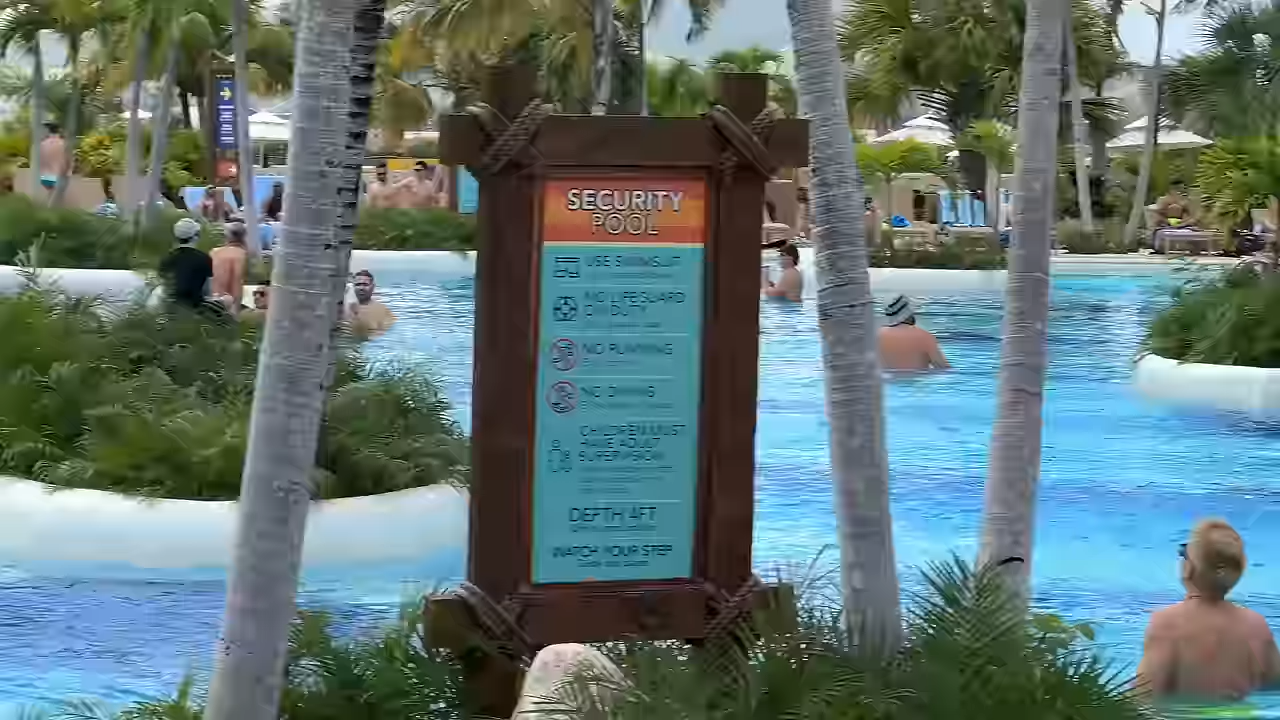 SECURITY
POOL
USE SWIMSUIT
NO LIFEGUARD
ON DUTY
NO RUNNING
NO DIVING
CHILDREN MUST
HAVE ADULT
SUPERVISION
DEPTH 4FT
WATCH YOUR STEP